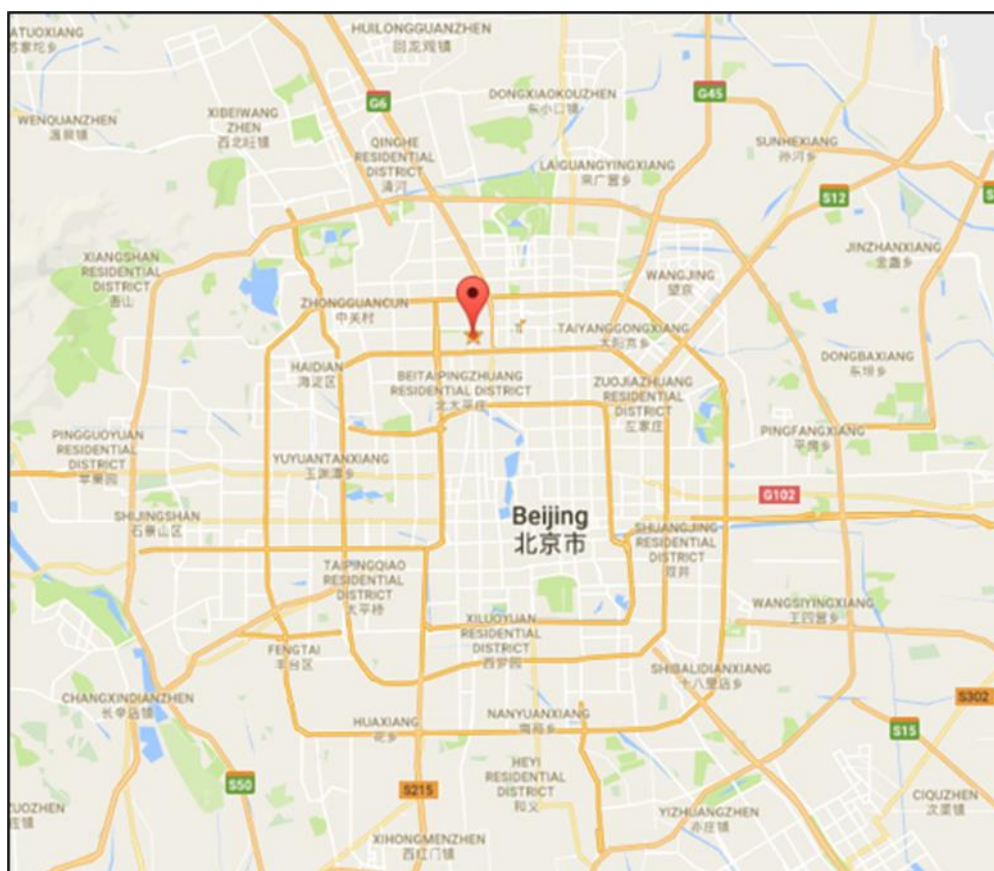 HUILONGGUANZHEN
回龙观镇
ATUOXIANG
苏家坨乡
G6
G45
DONGXIAOKOUZHEN
东小口镇
XIBEIWANG
ZHEN
西北旺镇
WENQUANZHEN
温泉镇
QINGHE
RESIDENTIAL
DISTRICT
清河
SUNHEXIANG
孙河乡
LAIGUANGYINGXIANG
来广营乡
S12
S
JINZHANXIANG
金盏乡
XIANGSHAN
RESIDENTIAL
DISTRICT
香山
WANGJING
望京
ZHONGGUANCUN
中关村
TAIYANGGONGXIANG
太阳宫乡
DONGBAXIANG
东坝乡
HAIDIAN
海淀区
BEITAIPINGZHUANG
RESIDENTIAL DISTRICT
北太平庄
ZUOJIAZHUANG
RESIDENTIAL
DISTRICT
左家庄
PINGFANGXIANG
平房乡
PINGGUOYUAN
RESIDENTIAL
DISTRICT
苹果园
YUYUANTANXIANG
玉渊潭乡
G102
Beijing
北京市
SHIJINGSHAN
石景山区
SHUANGJING
RESIDENTIAL
DISTRICT
双井
TAIPINGQIAO
RESIDENTIAL
DISTRICT
太平桥
WANGSIYINGXIANG
王四营乡
XILUOYUAN
RESIDENTIAL
DISTRICT
西罗园
FENGTAI
丰台区
SHIBALIDIANXIANG
十八里店乡
CHANGXINDIANZHEN
长辛店镇
S302
HUAXIANG
花乡
NANYUANXIANG
南苑乡
S15
HEYI
RESIDENTIAL
DISTRICT
和义
S50
S215
CIQUZHEN
次渠镇
UOZHEN
YIZHUANGZHEN
亦庄镇
XIHONGMENZHEN
西红门镇